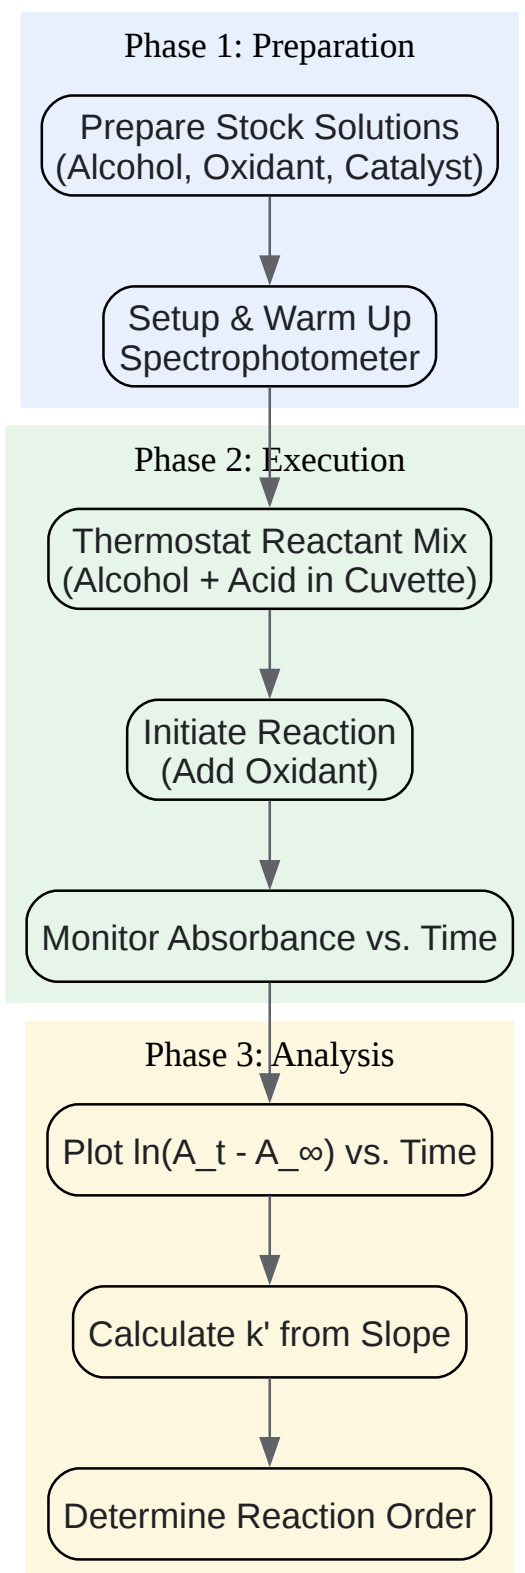 Phase 1: Preparation
Prepare Stock Solutions
(Alcohol, Oxidant, Catalyst)
Setup & Warm Up
Spectrophotometer
Phase 2: Execution
Thermostat Reactant Mix
(Alcohol + Acid in Cuvette)
Initiate Reaction
(Add Oxidant)
Monitor Absorbance vs. Time
Phase 3: Analysis
Plot ln(A_t - A_∞) vs. Time
Calculate k' from Slope
Determine Reaction Order